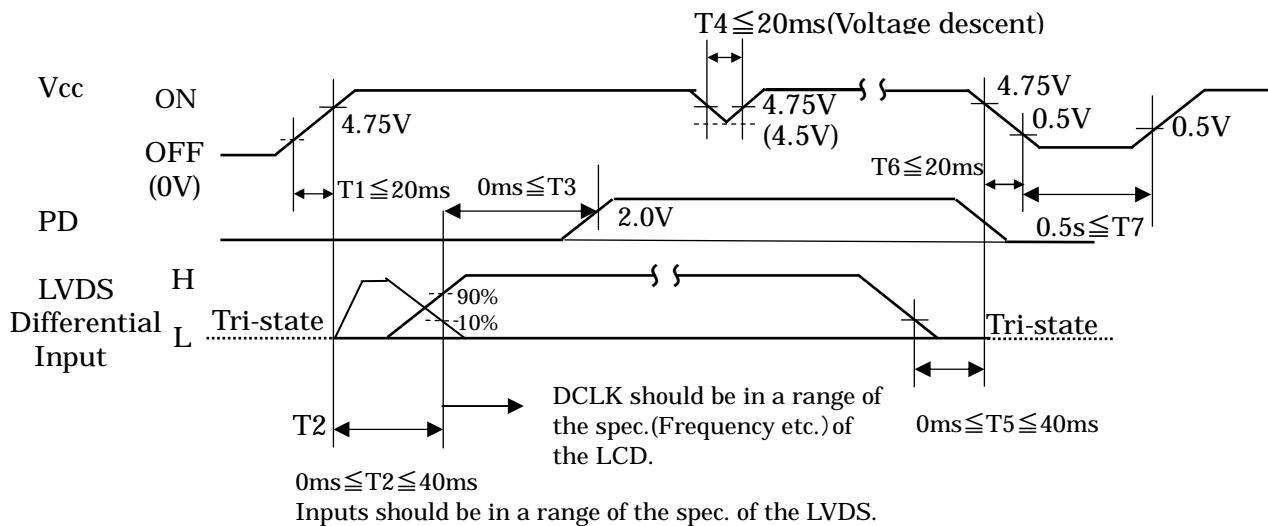 T4≦20ms(Voltage descent)
Vcc
ON
4.75V
4.75V
(4.5V)
4.75V
0.5V
0.5V
OFF
(0V)
T1≦20ms
0ms≦T3
T6≦20ms
PD
2.0V
0.5s≦T7
LVDS
Differential
Input
H
90%
10%
Tri-state
L
Tri-state
T2
DCLK should be in a range of
the spec.(Frequency etc.)of
the LCD.
0ms≦T5≦40ms
0ms≦T2≦40ms
Inputs should be in a range of the spec. of the LVDS.